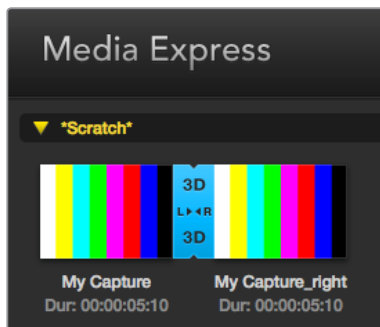 Media Express
*Scratch*
3D
L▶◀R
3D
My Capture My Capture_right
Dur: 00:00:05:10 Dur: 00:00:05:10